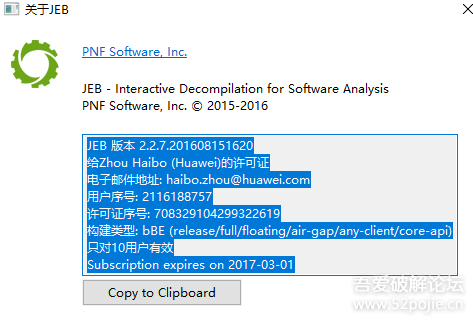 关于JEB
PNF Software, Inc.
JEB - Interactive Decompilation for Software Analysis
PNF Software, Inc. © 2015-2016
JEB 版本 2.2.7.201608151620
给Zhou Haibo (Huawei)的许可证
电子邮件地址: haibo.zhou@huawei.com
用户序号: 2116188757
许可证序号: 708329104299322619
构建类型: bBE (release/full/floating/air-gap/any-client/core-api)
只对10用户有效
Subscription expires on 2017-03-01
Copy to Clipboard
吾爱破解论坛
www.52pojie.cn